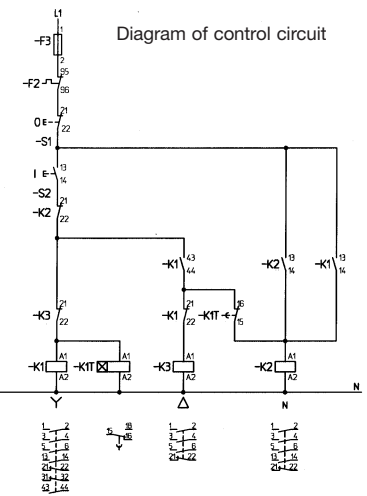 Diagram of control circuit
L1
1
-F3
2
95
-F2
96
21
O E--
22
-S1
13
I E--
14
-S2
21
-K2
22
43
-K1
44
13
-K2
14
13
-K1
14
21
-K3
22
21
-K1
22
16
-K1T
15
A1
-K1
A2
A1
-K1T
A2
A1
-K3
A2
A1
-K2
A2
N
Y
Δ
N
1 2
3 4
5 6
13 14
21 22
31 32
43 44
15 18
16
Y
1 2
3 4
5 6
21 22
1 2
3 4
5 6
13 14
21 22